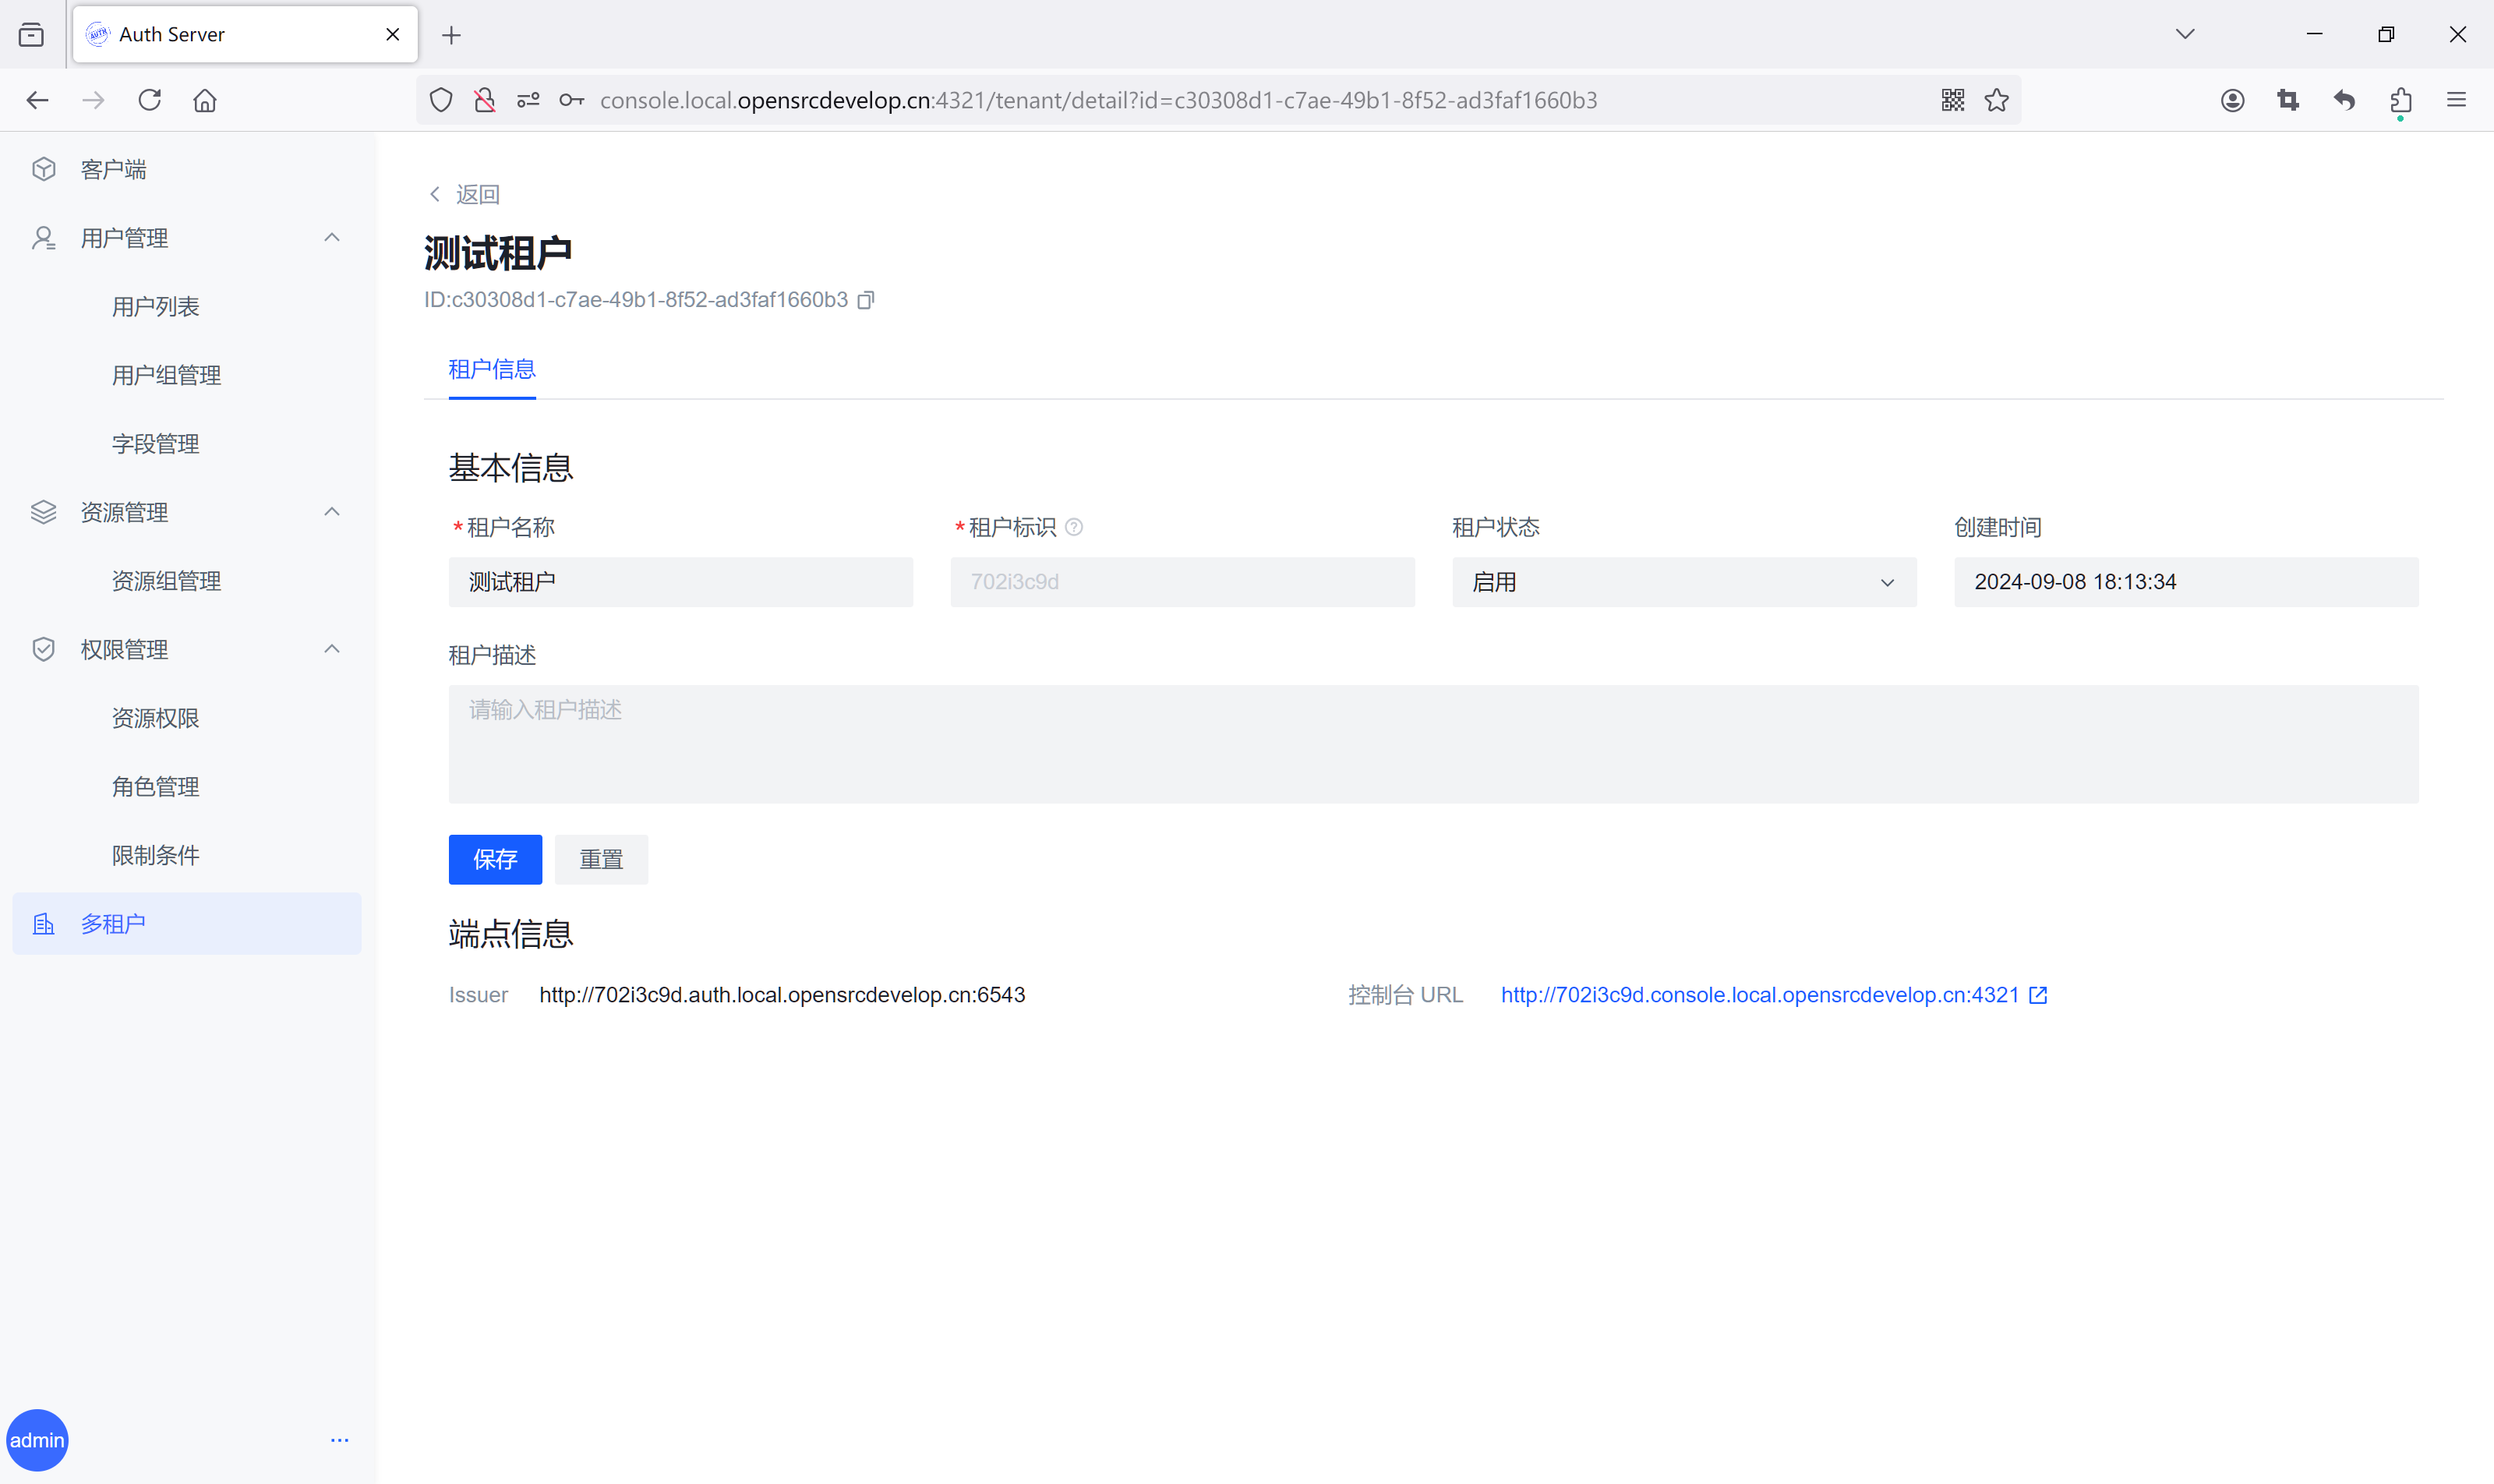 Auth Server
console.local.opensrcdevelop.cn:4321/tenant/detail?id=c30308d1-c7ae-49b1-8f52-ad3faf1660b3
客户端
用户管理
用户列表
用户组管理
字段管理
资源管理
资源组管理
权限管理
资源权限
角色管理
限制条件
多租户
admin
返回
测试租户
ID:c30308d1-c7ae-49b1-8f52-ad3faf1660b3
租户信息
基本信息
*租户名称
测试租户
*租户标识
702i3c9d
租户状态
启用
创建时间
2024-09-08 18:13:34
租户描述
请输入租户描述
保存 重置
端点信息
Issuer http://702i3c9d.auth.local.opensrcdevelop.cn:6543
控制台 URL http://702i3c9d.console.local.opensrcdevelop.cn:4321